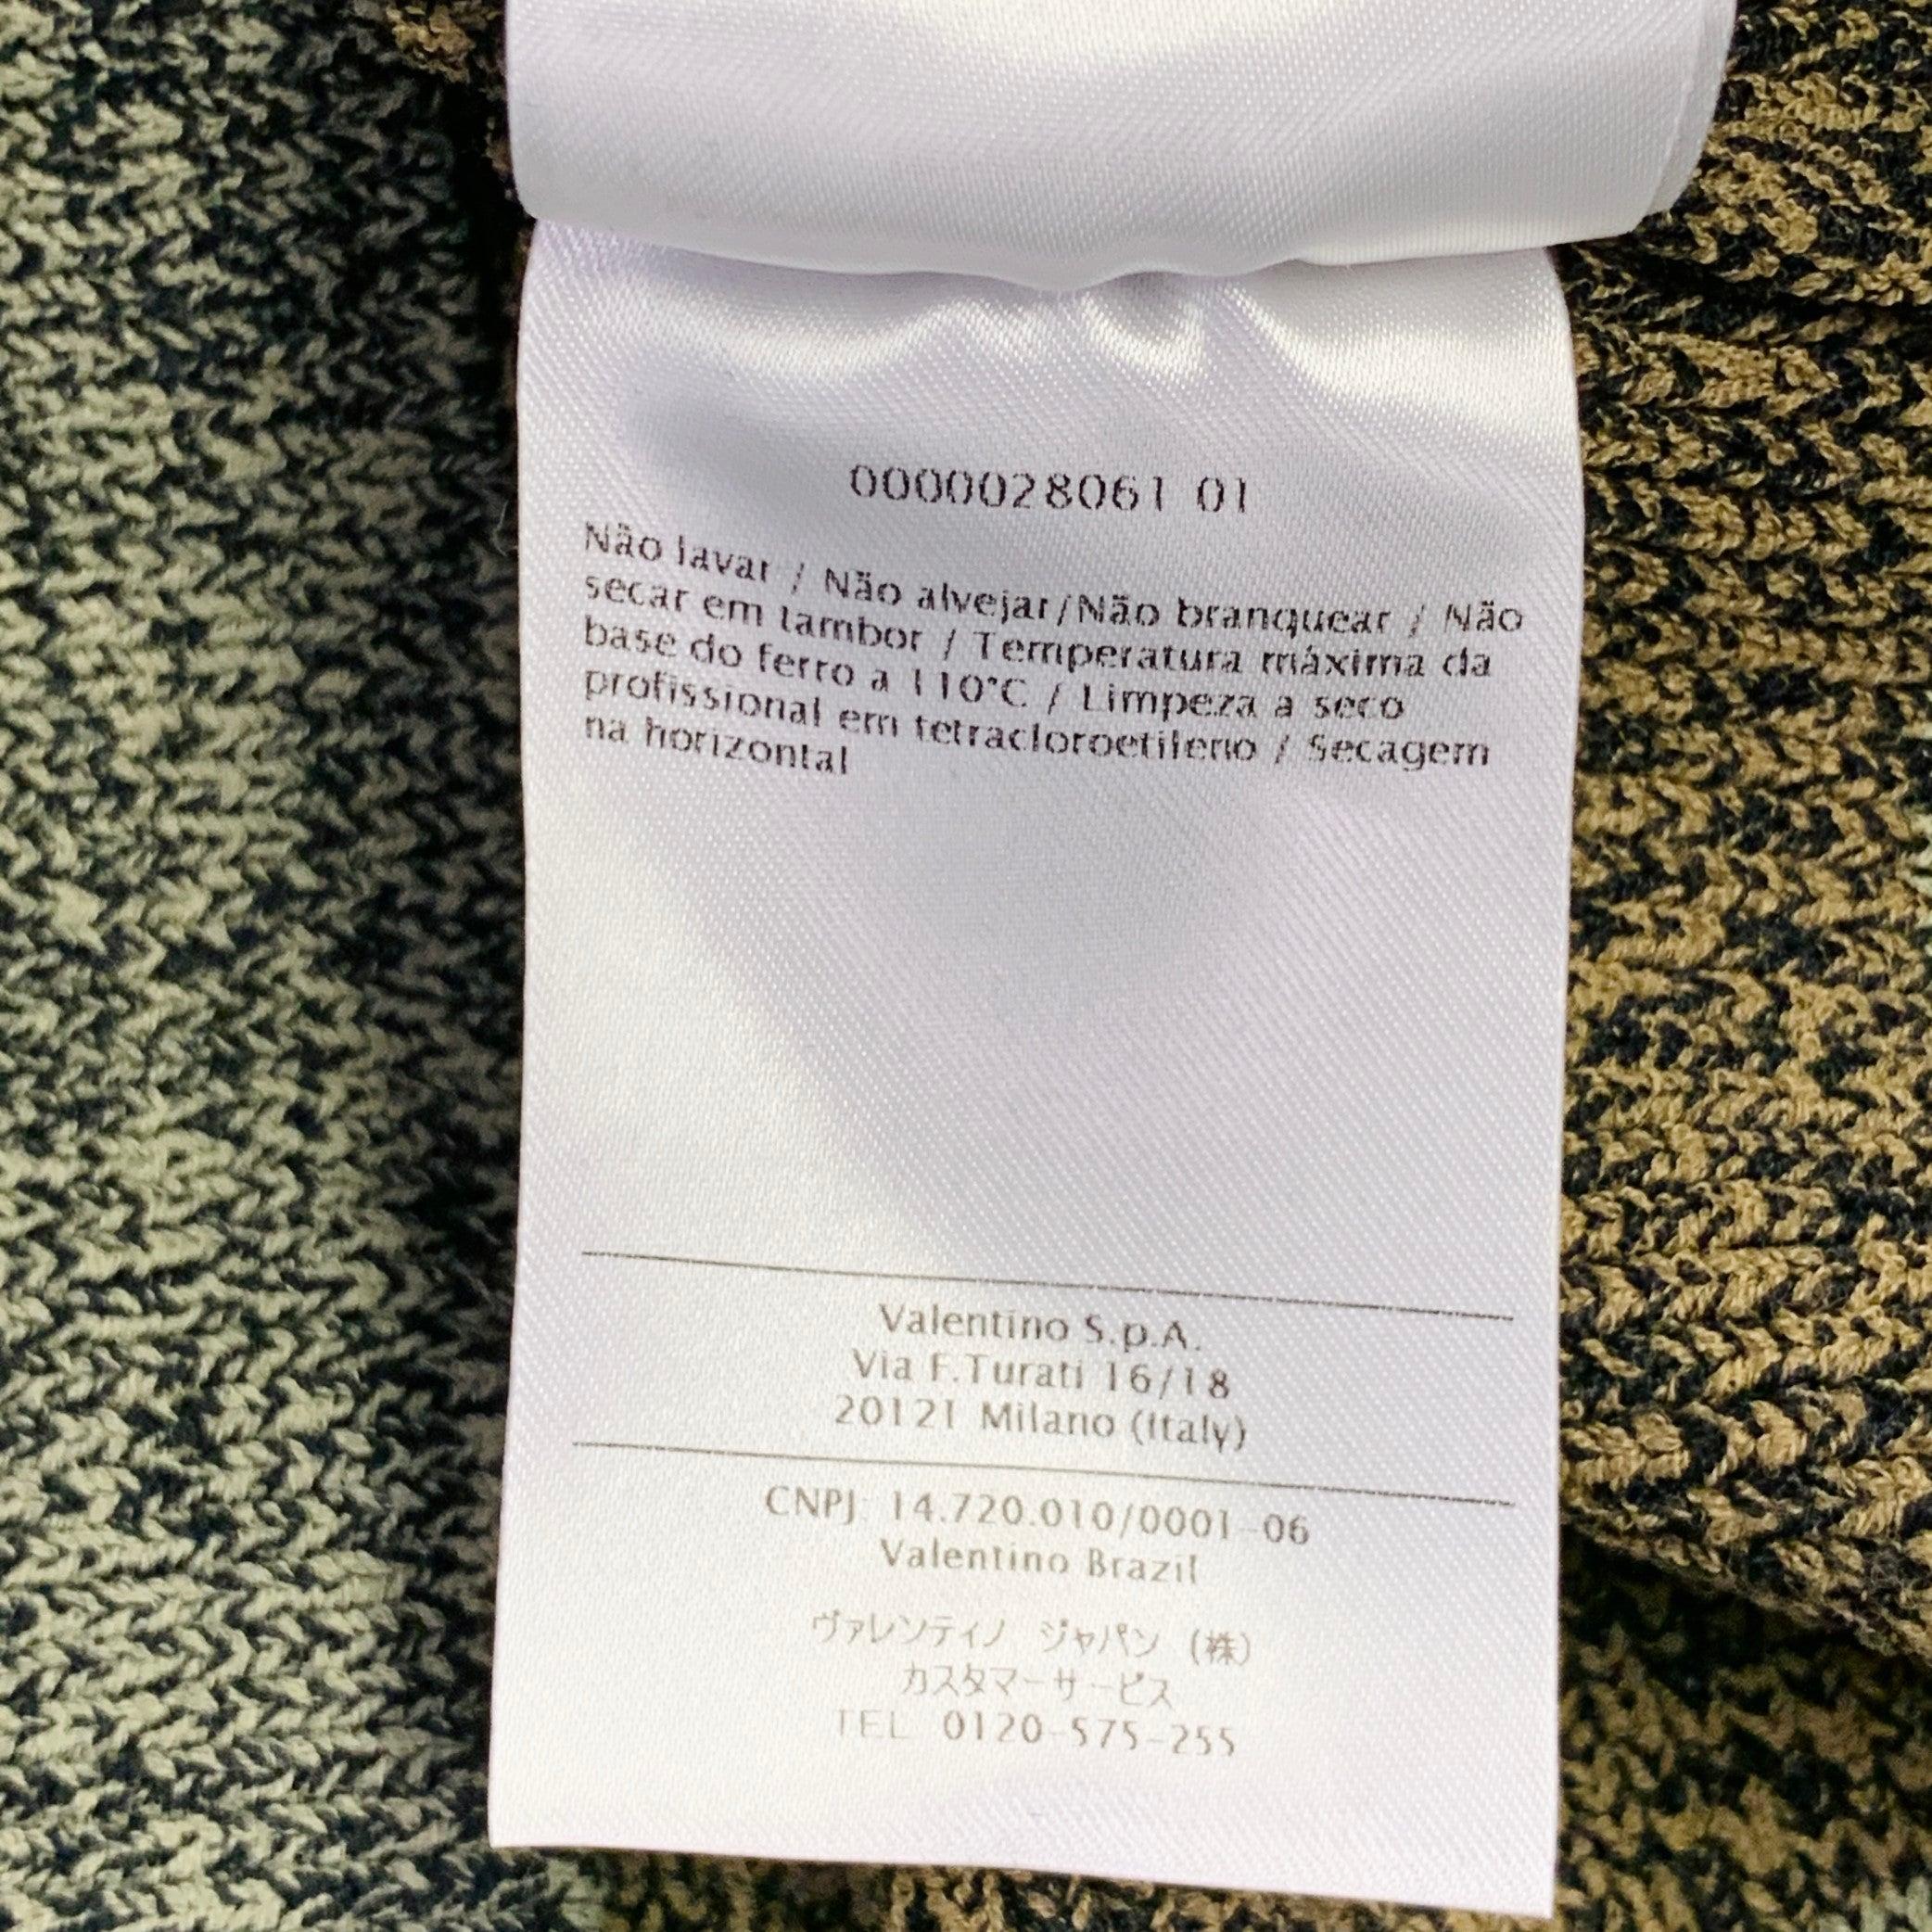 0000028061 01
Não lavar / Não alvejar/Não branquear / Não
secar em tambor / Temperatura máxima da
base do ferro a 110°C / Limpeza a seco
profissional em tetracloroetileno / Secagem
na horizontal
Valentino S.p.A.
Via F.Turati 16/18
20121 Milano (Italy)
CNPJ: 14.720.010/0001-06
Valentino Brazil
ヴァレンティノ ジャパン (株)
カスタマーサービス
TEL 0120-575-255